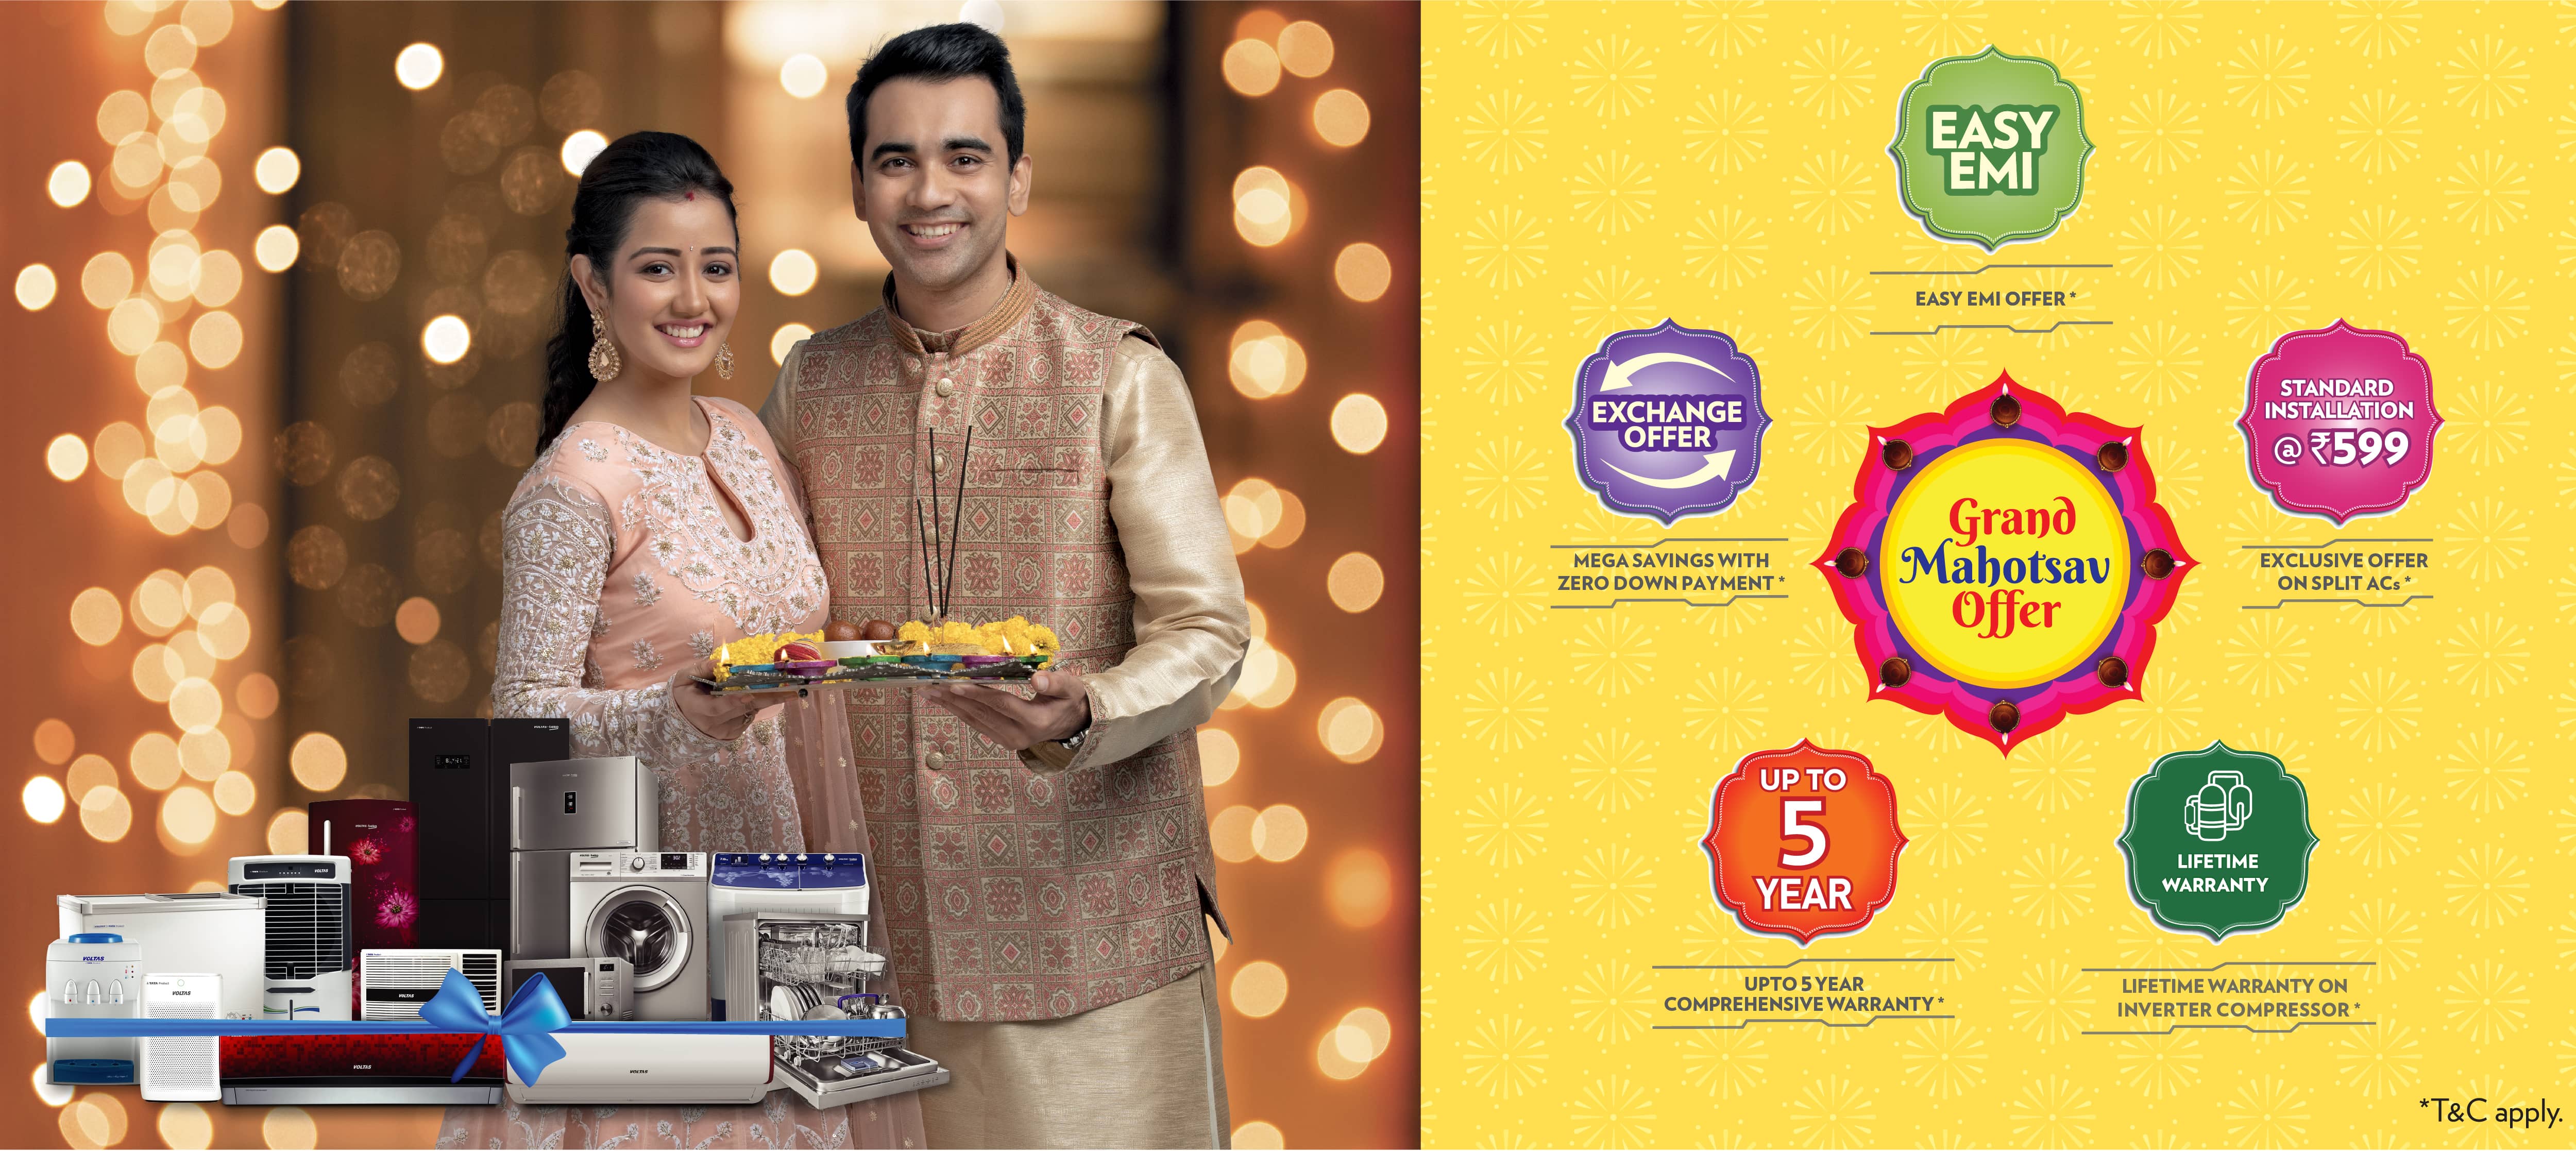 EASY
EMI
EASY EMI OFFER *
EXCHANGE
OFFER
MEGA SAVINGS WITH
ZERO DOWN PAYMENT *
STANDARD
INSTALLATION
@ ₹599
EXCLUSIVE OFFER
ON SPLIT ACs *
Grand
Mahotsav
Offer
UP TO
5
YEAR
UPTO 5 YEAR
COMPREHENSIVE WARRANTY *
LIFETIME
WARRANTY
LIFETIME WARRANTY ON
INVERTER COMPRESSOR *
*T&C apply.
VOLTAS
VOLTAS
VOLTAS
VOLTAS
VOLTAS
VOLTAS